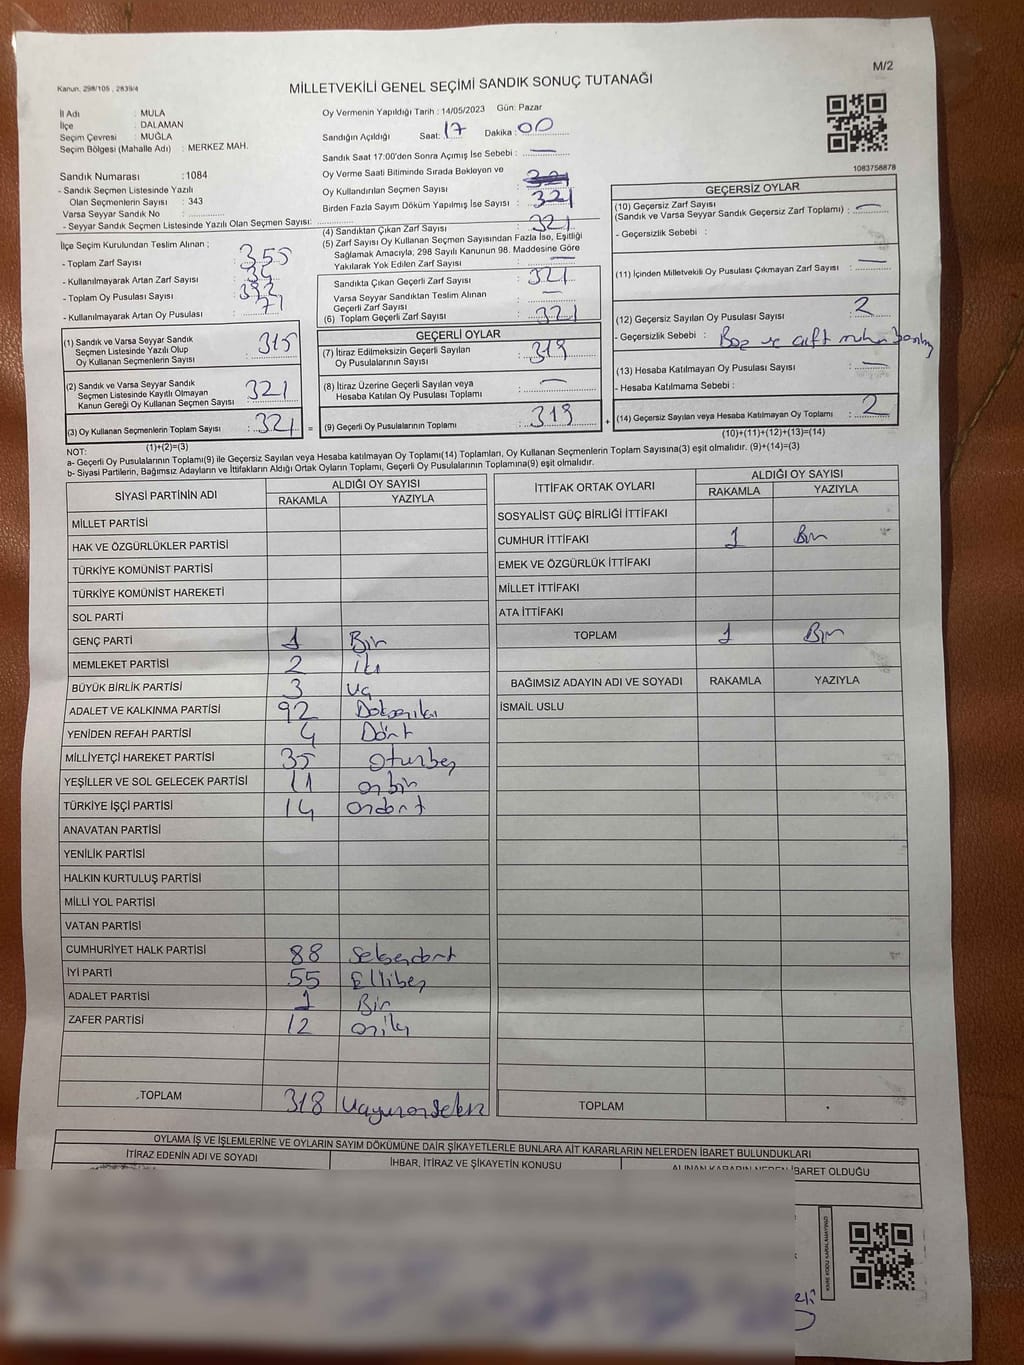 M/2
Kanun, 298/105 , 2839/4
MİLLETVEKİLİ GENEL SEÇİMİ SANDIK SONUÇ TUTANAĞI
İl Adı : MULA
İlçe : DALAMAN
Seçim Çevresi : MUĞLA
Seçim Bölgesi (Mahalle Adı) : MERKEZ MAH.
Sandık Numarası : 1084
- Sandık Seçmen Listesinde Yazılı
Olan Seçmenlerin Sayısı : 343
Varsa Seyyar Sandık No :
- Seyyar Sandık Seçmen Listesinde Yazılı Olan Seçmen Sayısı:
İlçe Seçim Kurulundan Teslim Alınan ;
- Toplam Zarf Sayısı : 355
- Kullanılmayarak Artan Zarf Sayısı : 34
- Toplam Oy Pusulası Sayısı :
- Kullanılmayarak Artan Oy Pusulası : 71
Oy Vermenin Yapıldığı Tarih : 14/05/2023 Gün: Pazar
Sandığın Açıldığı Saat: 17 Dakika : 00
Sandık Saat 17:00'den Sonra Açımış İse Sebebi : —
Oy Verme Saati Bitiminde Sırada Bekleyen ve
Oy Kullandırılan Seçmen Sayısı : 321
Birden Fazla Sayım Döküm Yapılmış İse Sayısı :
(4) Sandıktan Çıkan Zarf Sayısı : 321
(5) Zarf Sayısı Oy Kullanan Seçmen Sayısından Fazla İse, Eşitliği
Sağlamak Amacıyla, 298 Sayılı Kanunun 98. Maddesine Göre
Yakılarak Yok Edilen Zarf Sayısı : —
Sandıkta Çıkan Geçerli Zarf Sayısı : 321
Varsa Seyyar Sandıktan Teslim Alınan
Geçerli Zarf Sayısı : —
(6) Toplam Geçerli Zarf Sayısı : 321
GEÇERSİZ OYLAR
(10) Geçersiz Zarf Sayısı
(Sandık ve Varsa Seyyar Sandık Geçersiz Zarf Toplamı) : —
- Geçersizlik Sebebi :
(11) İçinden Milletvekili Oy Pusulası Çıkmayan Zarf Sayısı : —
(12) Geçersiz Sayılan Oy Pusulası Sayısı : 2
- Geçersizlik Sebebi : Boş ve çift
(13) Hesaba Katılmayan Oy Pusulası Sayısı : —
- Hesaba Katılmama Sebebi :
(14) Geçersiz Sayılan veya Hesaba Katılmayan Oy Toplamı : 2
(10)+(11)+(12)+(13)=(14)
1083758878
(1) Sandık ve Varsa Seyyar Sandık
Seçmen Listesinde Yazılı Olup
Oy Kullanan Seçmenlerin Sayısı : 315
(2) Sandık ve Varsa Seyyar Sandık
Seçmen Listesinde Kayıtlı Olmayan
Kanun Gereği Oy Kullanan Seçmen Sayısı : 321
(3) Oy Kullanan Seçmenlerin Toplam Sayısı : 321 =
(1)+(2)=(3)
GEÇERLİ OYLAR
(7) İtiraz Edilmeksizin Geçerli Sayılan
Oy Pusulalarının Sayısı : 319
(8) İtiraz Üzerine Geçerli Sayılan veya
Hesaba Katılan Oy Pusulası Toplamı : —
(9) Geçerli Oy Pusulalarının Toplamı : 319 +
NOT:
a- Geçerli Oy Pusulalarının Toplamı(9) ile Geçersiz Sayılan veya Hesaba katılmayan Oy Toplamı(14) Toplamları, Oy Kullanan Seçmenlerin Toplam Sayısına(3) eşit olmalıdır. (9)+(14)=(3)
b- Siyasi Partilerin, Bağımsız Adayların ve İttifakların Aldığı Ortak Oyların Toplamı, Geçerli Oy Pusulalarının Toplamına(9) eşit olmalıdır.
SİYASİ PARTİNİN ADI ALDIĞI OY SAYISI
RAKAMLA YAZIYLA
MİLLET PARTİSİ
HAK VE ÖZGÜRLÜKLER PARTİSİ
TÜRKİYE KOMÜNİST PARTİSİ
TÜRKİYE KOMÜNİST HAREKETİ
SOL PARTİ
GENÇ PARTİ 1 Bir
MEMLEKET PARTİSİ 2 iki
BÜYÜK BİRLİK PARTİSİ 3 üç
ADALET VE KALKINMA PARTİSİ 92 Doksaniki
YENİDEN REFAH PARTİSİ 4 Dört
MİLLİYETÇİ HAREKET PARTİSİ 35 Oturbeş
YEŞİLLER VE SOL GELECEK PARTİSİ 11 onbir
TÜRKİYE İŞÇİ PARTİSİ 14 ondört
ANAVATAN PARTİSİ
YENİLİK PARTİSİ
HALKIN KURTULUŞ PARTİSİ
MİLLİ YOL PARTİSİ
VATAN PARTİSİ
CUMHURİYET HALK PARTİSİ 88
İYİ PARTİ 55 Ellibeş
ADALET PARTİSİ 1 Bir
ZAFER PARTİSİ 12 oniki
TOPLAM 318
İTTİFAK ORTAK OYLARI ALDIĞI OY SAYISI
RAKAMLA YAZIYLA
SOSYALİST GÜÇ BİRLİĞİ İTTİFAKI
CUMHUR İTTİFAKI 1 Bir
EMEK VE ÖZGÜRLÜK İTTİFAKI
MİLLET İTTİFAKI
ATA İTTİFAKI
TOPLAM 1 Bir
BAĞIMSIZ ADAYIN ADI VE SOYADI RAKAMLA YAZIYLA
İSMAİL USLU
TOPLAM
OYLAMA İŞ VE İŞLEMLERİNE VE OYLARIN SAYIM DÖKÜMÜNE DAİR ŞİKAYETLERLE BUNLARA AİT KARARLARIN NELERDEN İBARET BULUNDUKLARI
İTİRAZ EDENİN ADI VE SOYADI İHBAR, İTİRAZ VE ŞİKAYETİN KONUSU ALINAN KARARIN NEDEN İBARET OLDUĞU
KARE KODU KARALAMAYINIZ!